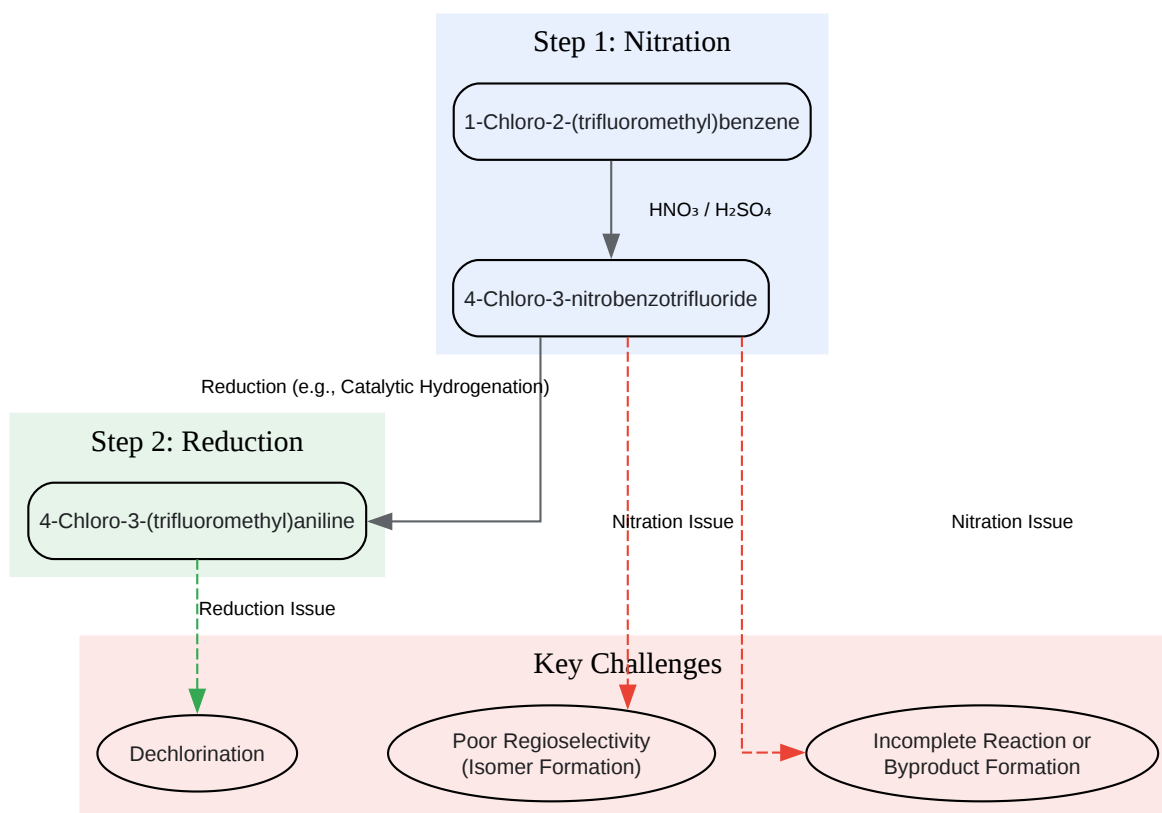 Step 1: Nitration
1-Chloro-2-(trifluoromethyl)benzene
HNO₃ / H₂SO₄
4-Chloro-3-nitrobenzotrifluoride
Reduction (e.g., Catalytic Hydrogenation)
Step 2: Reduction
4-Chloro-3-(trifluoromethyl)aniline
Nitration Issue
Nitration Issue
Reduction Issue
Key Challenges
Dechlorination
Poor Regioselectivity
(Isomer Formation)
Incomplete Reaction or
Byproduct Formation